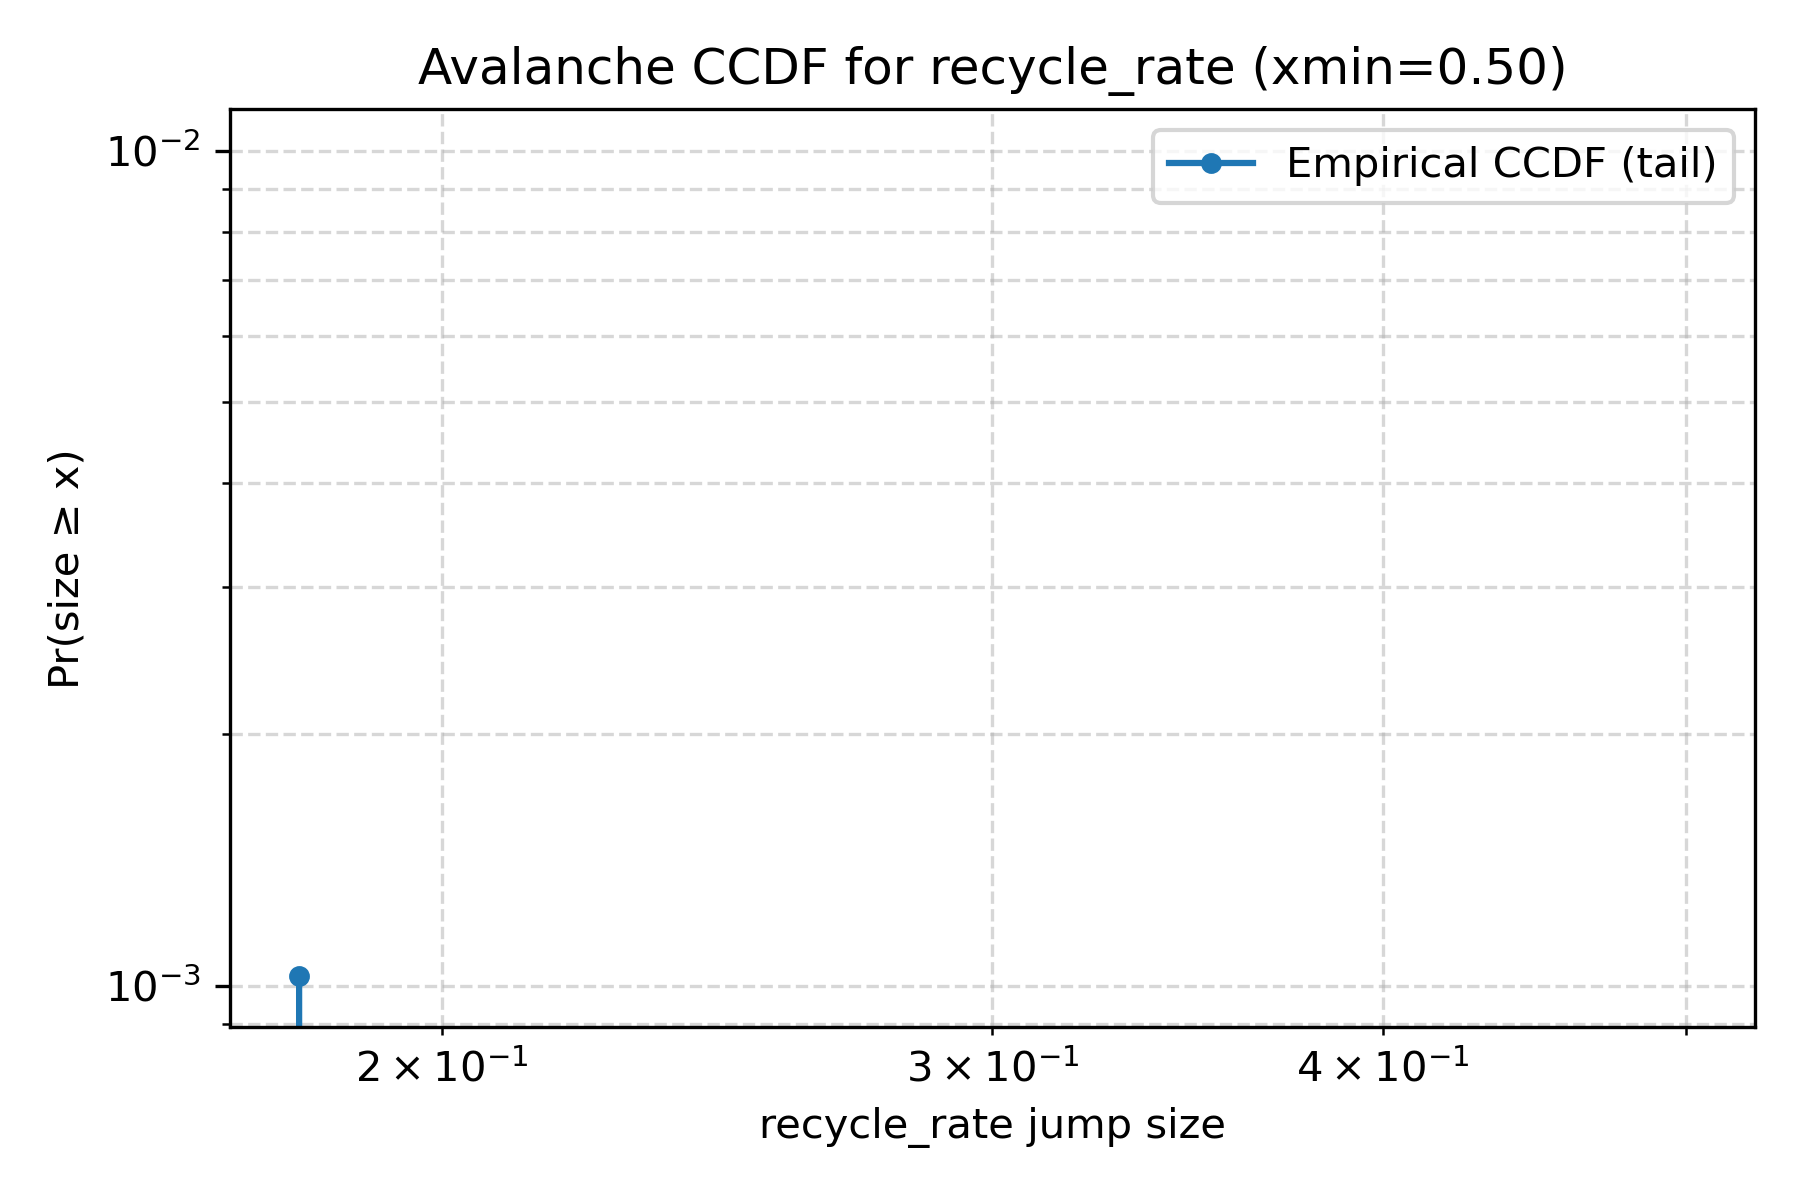 Avalanche CCDF for recycle_rate (xmin=0.50)
Empirical CCDF (tail)
10⁻²
Pr(size ≥ x)
10⁻³
2 × 10⁻¹
3 × 10⁻¹
4 × 10⁻¹
recycle_rate jump size